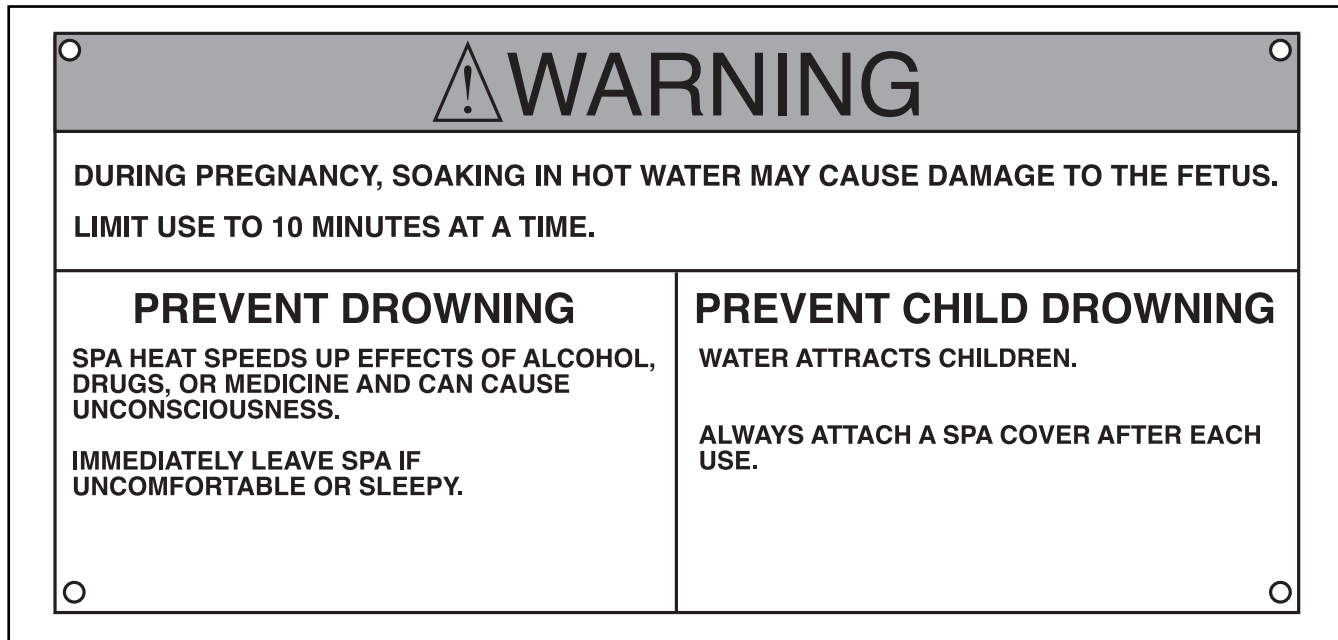 WARNING
DURING PREGNANCY, SOAKING IN HOT WATER MAY CAUSE DAMAGE TO THE FETUS.
LIMIT USE TO 10 MINUTES AT A TIME.
PREVENT DROWNING
SPA HEAT SPEEDS UP EFFECTS OF ALCOHOL,
DRUGS, OR MEDICINE AND CAN CAUSE
UNCONSCIOUSNESS.
IMMEDIATELY LEAVE SPA IF
UNCOMFORTABLE OR SLEEPY.
PREVENT CHILD DROWNING
WATER ATTRACTS CHILDREN.
ALWAYS ATTACH A SPA COVER AFTER EACH
USE.